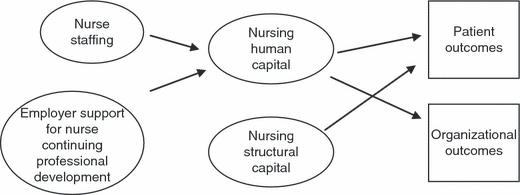 Nurse
staffing
Nursing
human
capital
Patient
outcomes
Employer support
for nurse
continuing
professional
development
Nursing
structural
capital
Organizational
outcomes